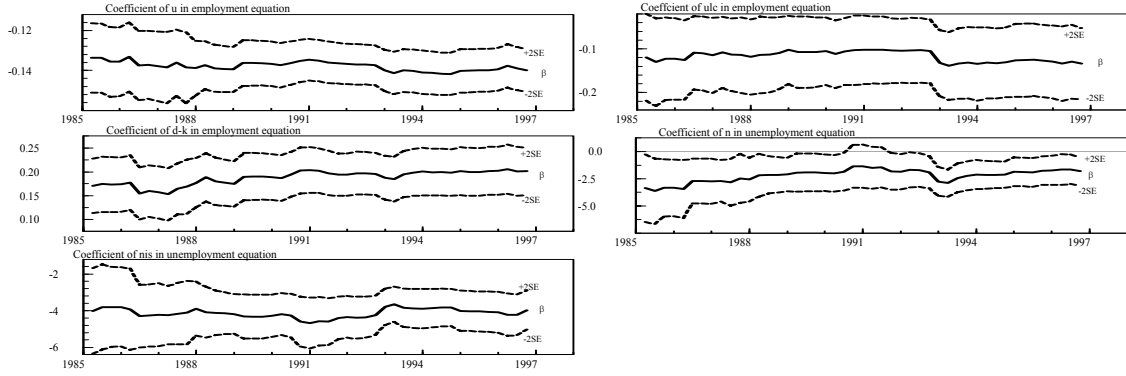 Coefficient of u in employment equation
-0.12
-0.14
+2SE
β
-2SE
1985 1988 1991 1994 1997
Coefficient of ulc in employment equation
-0.1
-0.2
+2SE
β
-2SE
1985 1988 1991 1994 1997
Coefficient of d-k in employment equation
0.25
0.20
0.15
0.10
+2SE
β
-2SE
1985 1988 1991 1994 1997
Coefficient of n in unemployment equation
0.0
-2.5
-5.0
+2SE
β
-2SE
1985 1988 1991 1994 1997
Coefficient of nis in unemployment equation
-2
-4
-6
+2SE
β
-2SE
1985 1988 1991 1994 1997